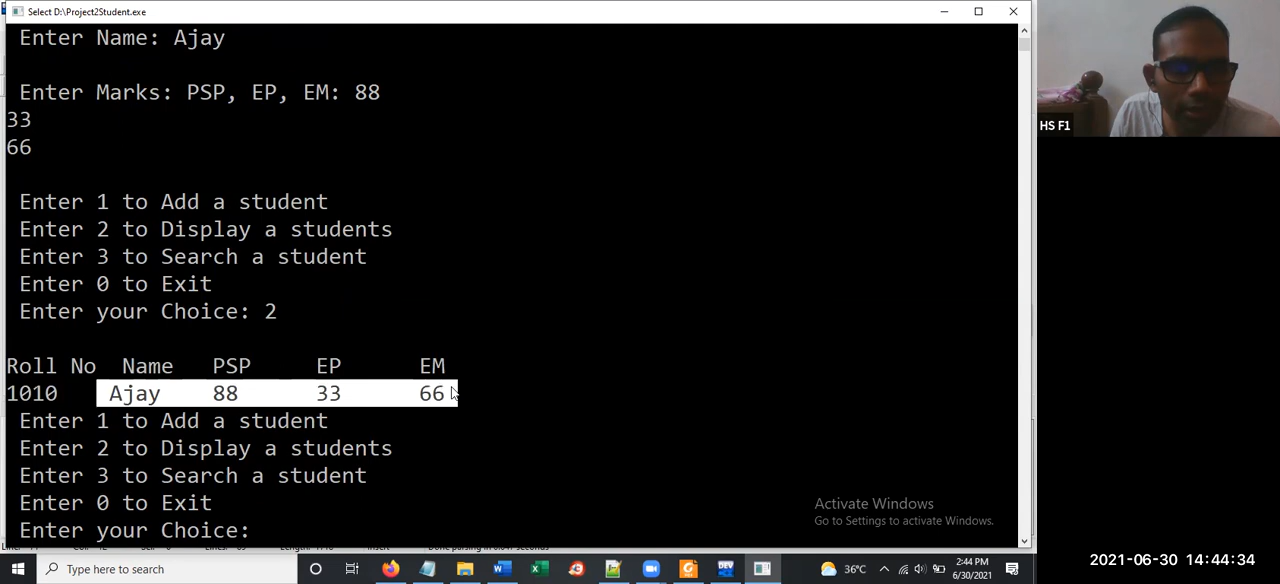 Select D:\Project2Student.exe
Enter Name: Ajay
Enter Marks: PSP, EP, EM: 88
33
66
Enter 1 to Add a student
Enter 2 to Display a students
Enter 3 to Search a student
Enter 0 to Exit
Enter your Choice: 2
Roll No Name PSP EP EM
1010 Ajay 88 33 66
Enter 1 to Add a student
Enter 2 to Display a students
Enter 3 to Search a student
Enter 0 to Exit
Enter your Choice:
Activate Windows
Go to Settings to activate Windows.
HS F1
Type here to search
36°C
2:44 PM
6/30/2021
2021-06-30 14:44:34